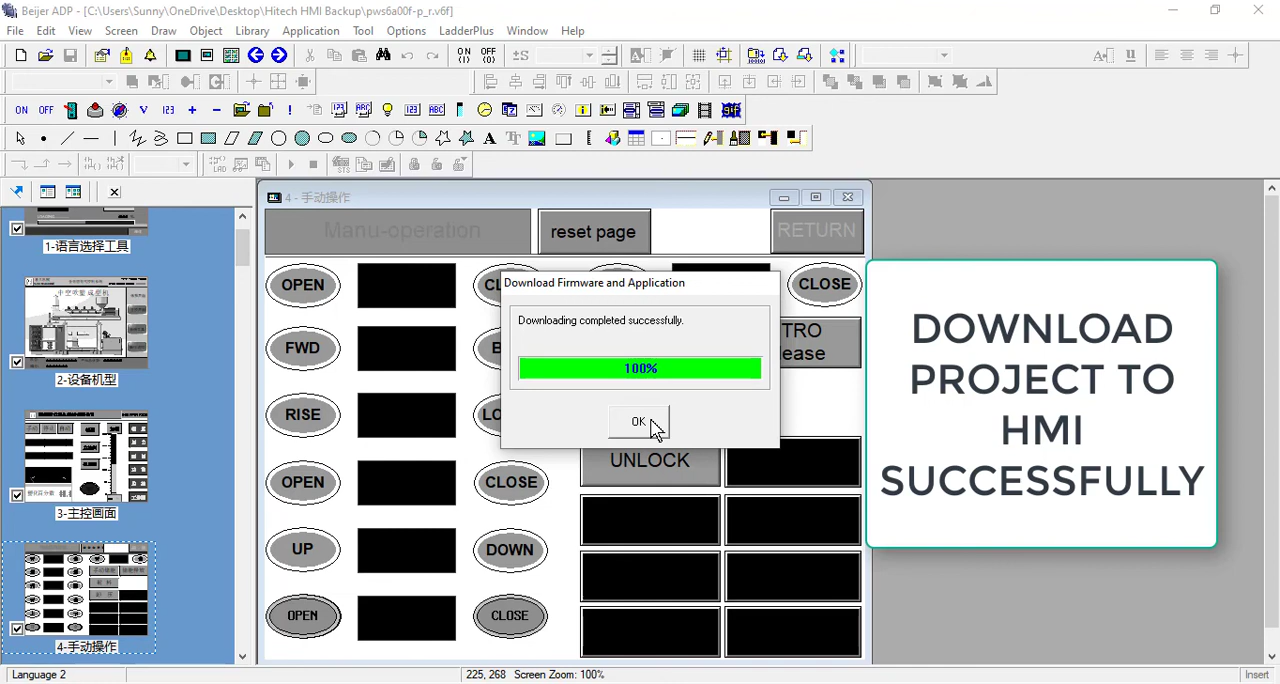 Beijer ADP - [C:\Users\Sunny\OneDrive\Desktop\Hitech HMI Backup\pws6a00f-p_r.v6f]
File Edit View Screen Draw Object Library Application Tool Options LadderPlus Window Help
ON OFF
ON OFF
1-语言选择工具
2-设备机型
3-主控画面
4-手动操作
4 - 手动操作
Manu-operation reset page RETURN
OPEN CLOSE
FWD
RISE
OPEN CLOSE
UP DOWN
OPEN CLOSE
UNLOCK
Download Firmware and Application
Downloading completed successfully.
100%
OK
DOWNLOAD
PROJECT TO
HMI
SUCCESSFULLY
Language 2 225, 268 Screen Zoom: 100% Insert